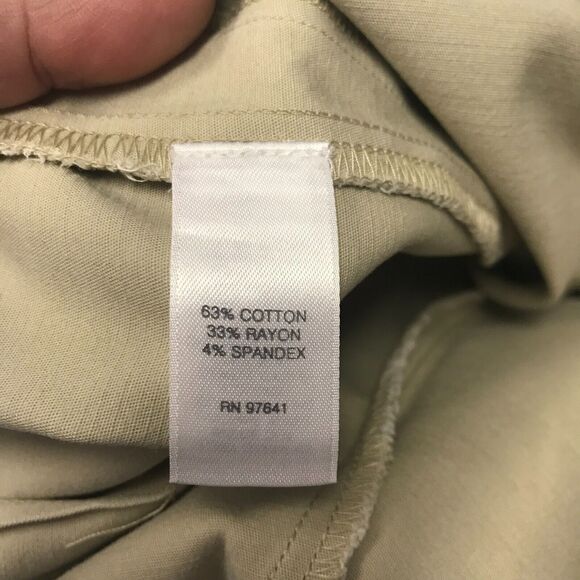 63% COTTON
33% RAYON
4% SPANDEX
RN 97641